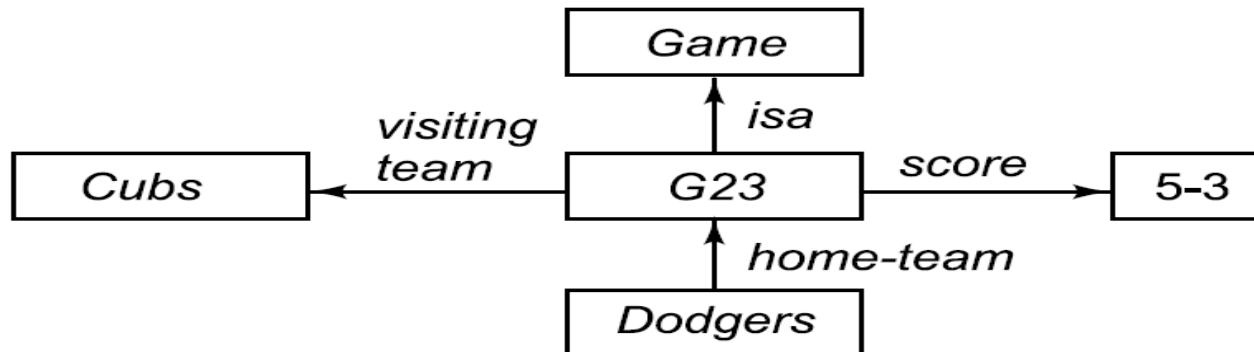 Game
isa
visiting
team
Cubs
G23
score
5-3
home-team
Dodgers